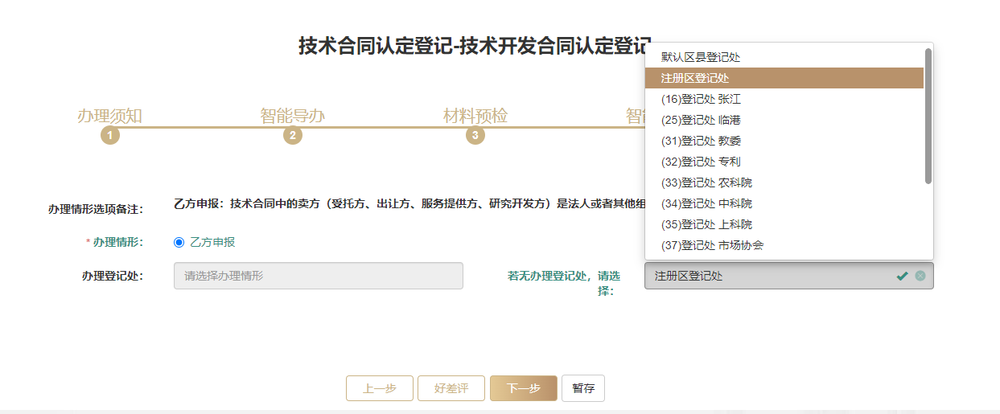 技术合同认定登记-技术开发合同认定登记
办理须知
智能导办
材料预检
1
2
3
办理情形选项备注：
乙方申报：技术合同中的卖方（受托方、出让方、服务提供方、研究开发方）是法人或者其他组
* 办理情形：
乙方申报
办理登记处：
请选择办理情形
若无办理登记处，请选
择：
默认区县登记处
注册区登记处
(16)登记处 张江
(25)登记处 临港
(31)登记处 教委
(32)登记处 专利
(33)登记处 农科院
(34)登记处 中科院
(35)登记处 上科院
(37)登记处 市场协会
注册区登记处
上一步
好差评
下一步
暂存